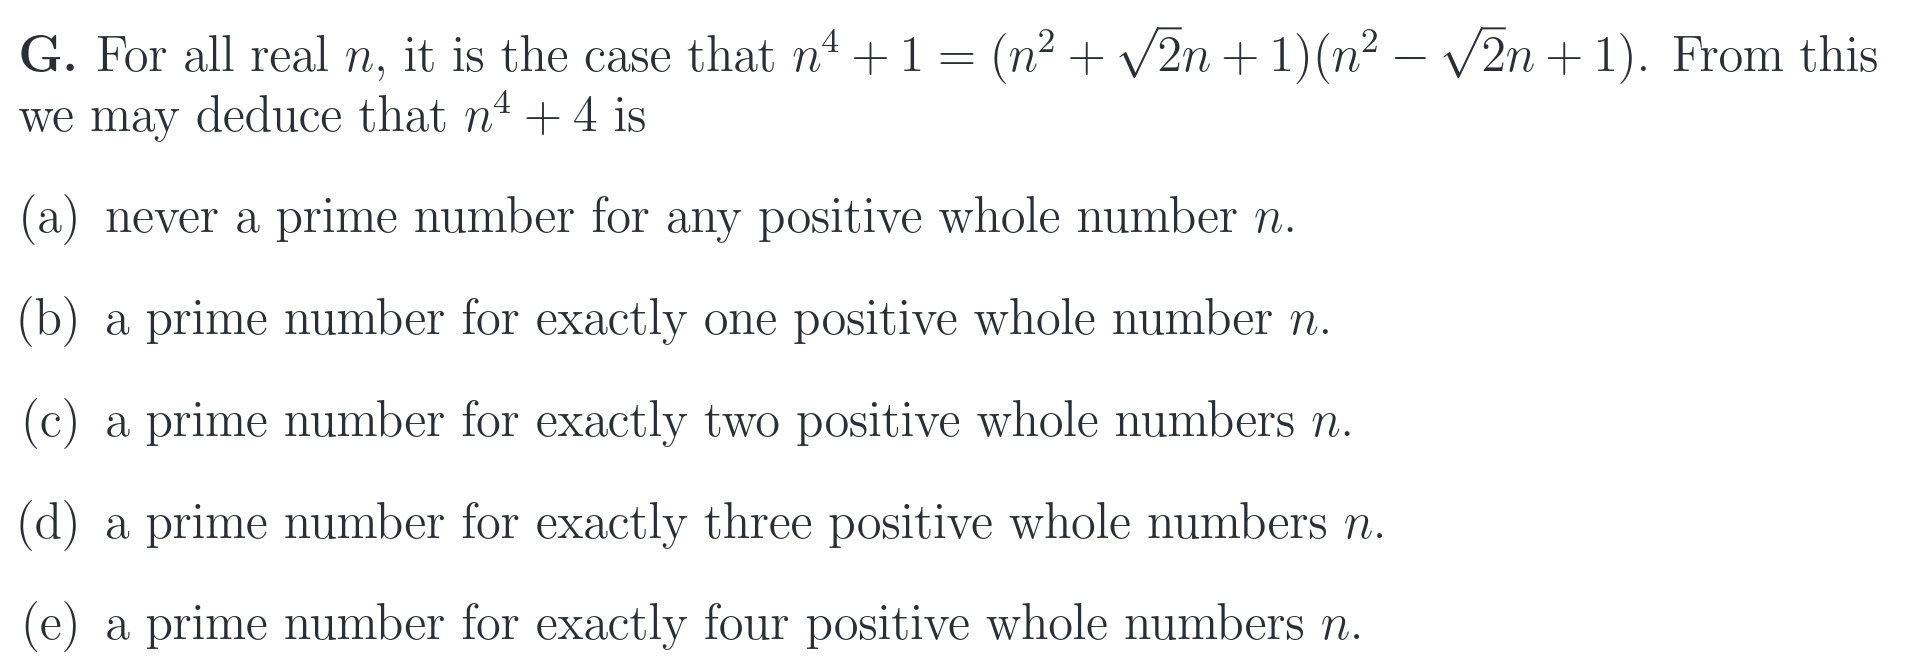 G. For all real n, it is the case that n⁴ + 1 = (n² + √2n + 1)(n² − √2n + 1). From this
we may deduce that n⁴ + 4 is
(a) never a prime number for any positive whole number n.
(b) a prime number for exactly one positive whole number n.
(c) a prime number for exactly two positive whole numbers n.
(d) a prime number for exactly three positive whole numbers n.
(e) a prime number for exactly four positive whole numbers n.